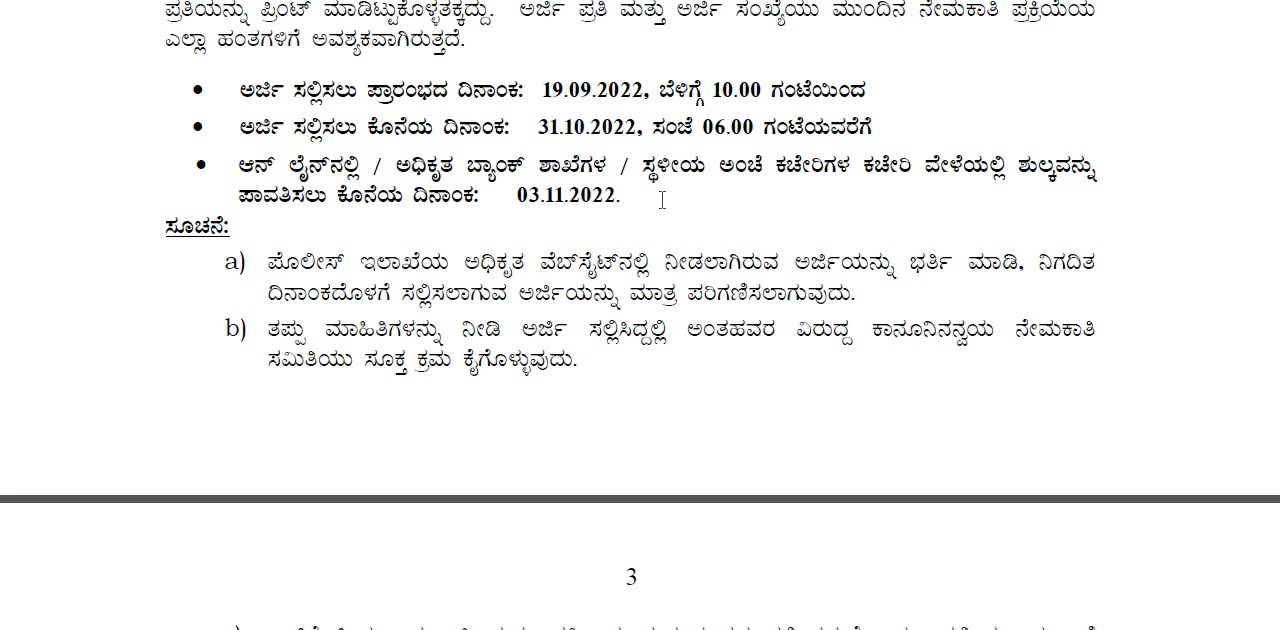 ಪ್ರತಿಯನ್ನು ಪ್ರಿಂಟ್ ಮಾಡಿಟ್ಟುಕೊಳ್ಳತಕ್ಕದ್ದು. ಅರ್ಜಿ ಪ್ರತಿ ಮತ್ತು ಅರ್ಜಿ ಸಂಖ್ಯೆಯು ಮುಂದಿನ ನೇಮಕಾತಿ ಪ್ರಕ್ರಿಯೆಯ
ಎಲ್ಲಾ ಹಂತಗಳಿಗೆ ಅವಶ್ಯಕವಾಗಿರುತ್ತದೆ.
• ಅರ್ಜಿ ಸಲ್ಲಿಸಲು ಪ್ರಾರಂಭದ ದಿನಾಂಕ: 19.09.2022, ಬೆಳಿಗ್ಗೆ 10.00 ಗಂಟೆಯಿಂದ
• ಅರ್ಜಿ ಸಲ್ಲಿಸಲು ಕೊನೆಯ ದಿನಾಂಕ: 31.10.2022, ಸಂಜೆ 06.00 ಗಂಟೆಯವರೆಗೆ
• ಆನ್ ಲೈನ್‌ನಲ್ಲಿ / ಅಧಿಕೃತ ಬ್ಯಾಂಕ್ ಶಾಖೆಗಳ / ಸ್ಥಳೀಯ ಅಂಚೆ ಕಚೇರಿಗಳ ಕಚೇರಿ ವೇಳೆಯಲ್ಲಿ ಶುಲ್ಕವನ್ನು
ಪಾವತಿಸಲು ಕೊನೆಯ ದಿನಾಂಕ: 03.11.2022.
ಸೂಚನೆ:
a) ಪೊಲೀಸ್ ಇಲಾಖೆಯ ಅಧಿಕೃತ ವೆಬ್‌ಸೈಟ್‌ನಲ್ಲಿ ನೀಡಲಾಗಿರುವ ಅರ್ಜಿಯನ್ನು ಭರ್ತಿ ಮಾಡಿ, ನಿಗದಿತ
ದಿನಾಂಕದೊಳಗೆ ಸಲ್ಲಿಸಲಾಗುವ ಅರ್ಜಿಯನ್ನು ಮಾತ್ರ ಪರಿಗಣಿಸಲಾಗುವುದು.
b) ತಪ್ಪು ಮಾಹಿತಿಗಳನ್ನು ನೀಡಿ ಅರ್ಜಿ ಸಲ್ಲಿಸಿದ್ದಲ್ಲಿ ಅಂತಹವರ ವಿರುದ್ದ ಕಾನೂನಿನನ್ವಯ ನೇಮಕಾತಿ
ಸಮಿತಿಯು ಸೂಕ್ತ ಕ್ರಮ ಕೈಗೊಳ್ಳುವುದು.
3